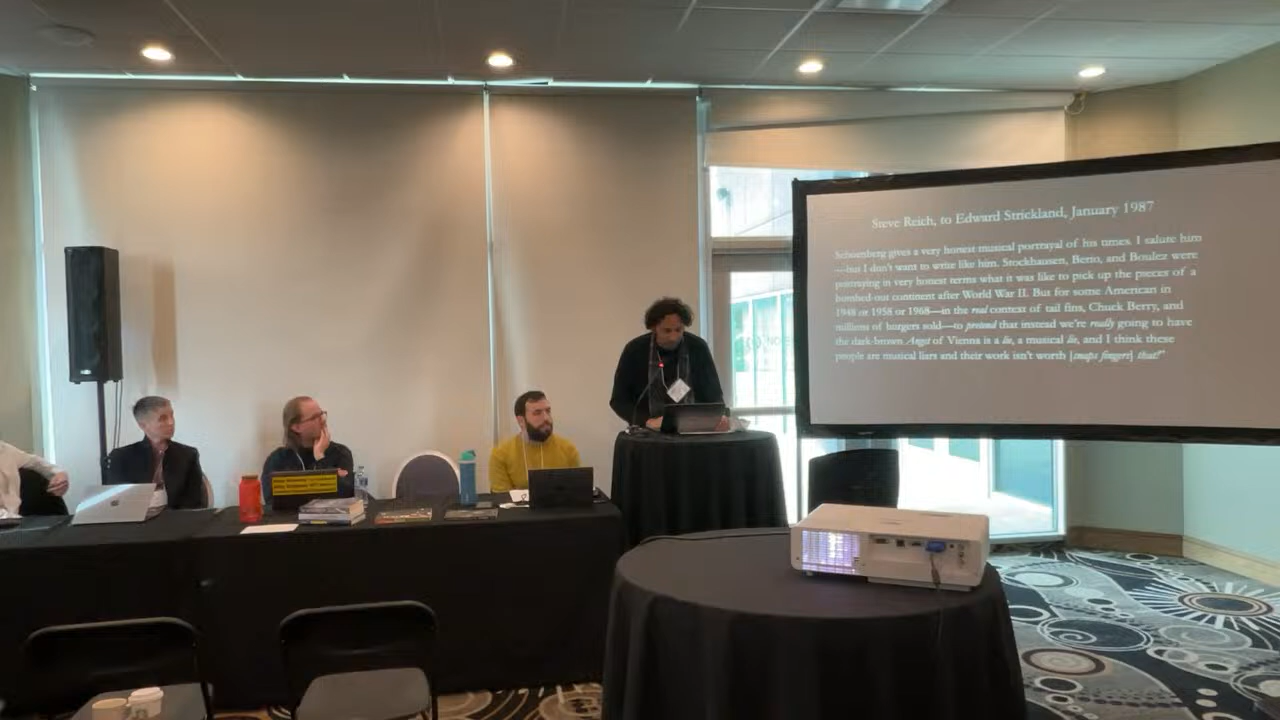 Steve Reich, to Edward Strickland, January 1987
Schoenberg gives a very honest musical portrayal of his times. I salute him
—but I don't want to write like him. Stockhausen, Berio, and Boulez were
portraying in very honest terms what it was like to pick up the pieces of a
bombed-out continent after World War II. But for some American in
1948 or 1958 or 1968—in the real context of tail fins, Chuck Berry, and
millions of burgers sold—to pretend that instead we're really going to have
the dark-brown Angst of Vienna is a lie, a musical lie, and I think these
people are musical liars and their work isn't worth [snaps fingers] that!"